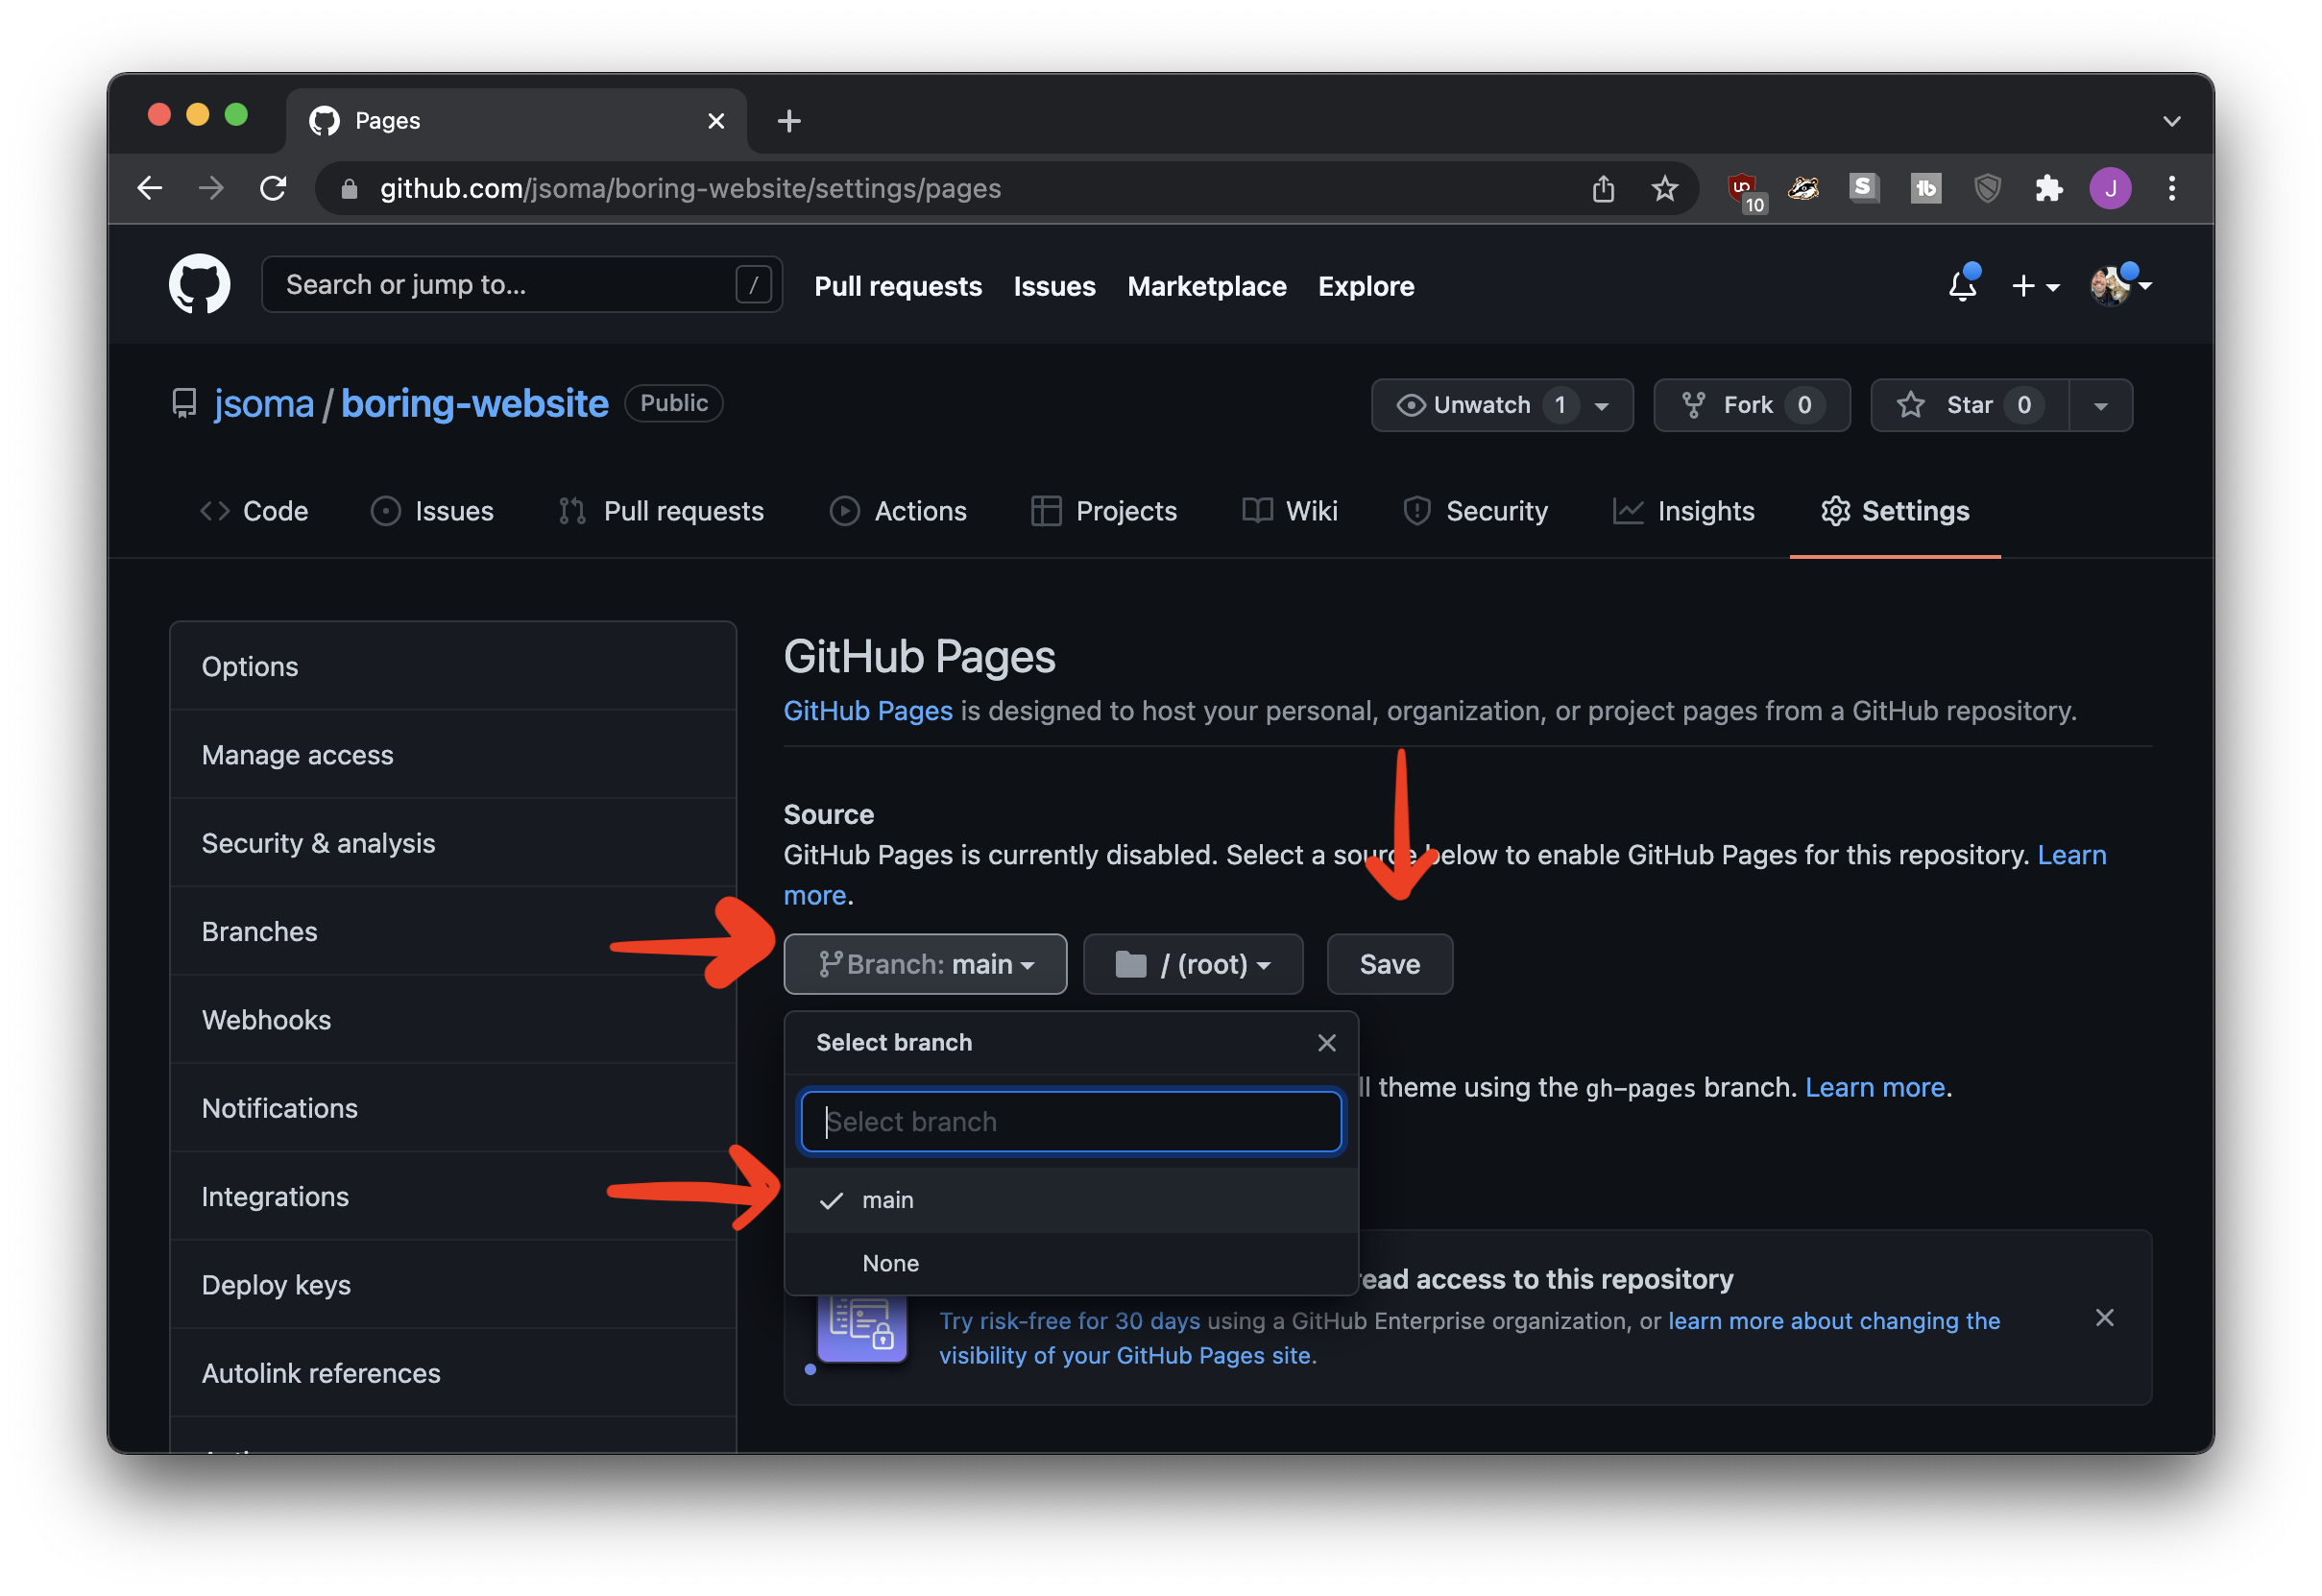 Pages
github.com/jsoma/boring-website/settings/pages
10
J
Search or jump to...
/
Pull requests
Issues
Marketplace
Explore
jsoma / boring-website
Public
Unwatch 1
Fork 0
Star 0
Code
Issues
Pull requests
Actions
Projects
Wiki
Security
Insights
Settings
Options
Manage access
Security & analysis
Branches
Webhooks
Notifications
Integrations
Deploy keys
Autolink references
GitHub Pages
GitHub Pages is designed to host your personal, organization, or project pages from a GitHub repository.
Source
GitHub Pages is currently disabled. Select a source below to enable GitHub Pages for this repository. Learn
more.
Branch: main
/ (root)
Save
Select branch
Select branch
main
None
theme using the gh-pages branch. Learn more.
access to this repository
Try risk-free for 30 days using a GitHub Enterprise organization, or learn more about changing the
visibility of your GitHub Pages site.